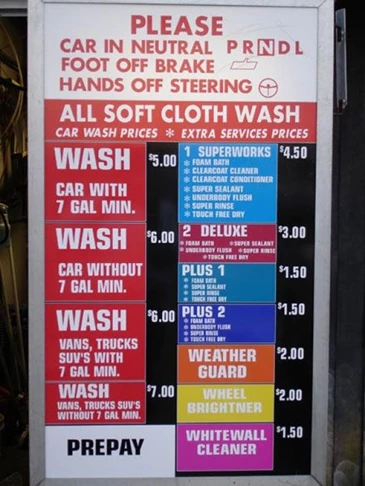 PLEASE
CAR IN NEUTRAL P R N D L
FOOT OFF BRAKE
HANDS OFF STEERING
ALL SOFT CLOTH WASH
CAR WASH PRICES * EXTRA SERVICES PRICES
WASH $5.00
CAR WITH
7 GAL MIN.
WASH $6.00
CAR WITHOUT
7 GAL MIN.
WASH $6.00
VANS, TRUCKS
SUV'S WITH
7 GAL MIN.
WASH $7.00
VANS, TRUCKS SUV'S
WITHOUT 7 GAL MIN.
PREPAY
1 SUPERWORKS $4.50
* FOAM BATH
* CLEARCOAT CLEANER
* CLEARCOAT CONDITIONER
* SUPER SEALANT
* UNDERBODY FLUSH
* SUPER RINSE
* TOUCH FREE DRY
2 DELUXE $3.00
* FOAM BATH * SUPER SEALANT
* UNDERBODY FLUSH * SUPER RINSE
* TOUCH FREE DRY
PLUS 1 $1.50
* FOAM BATH
* SUPER SEALANT
* SUPER RINSE
* TOUCH FREE DRY
PLUS 2 $1.50
* FOAM BATH
* UNDERBODY FLUSH
* SUPER RINSE
* TOUCH FREE DRY
WEATHER $2.00
GUARD
WHEEL $2.00
BRIGHTNER
WHITEWALL $1.50
CLEANER